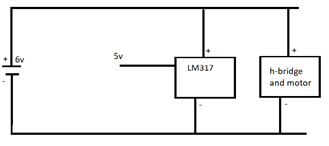 +
6v
-
5v
+
LM317
-
+
h-bridge
and motor
-